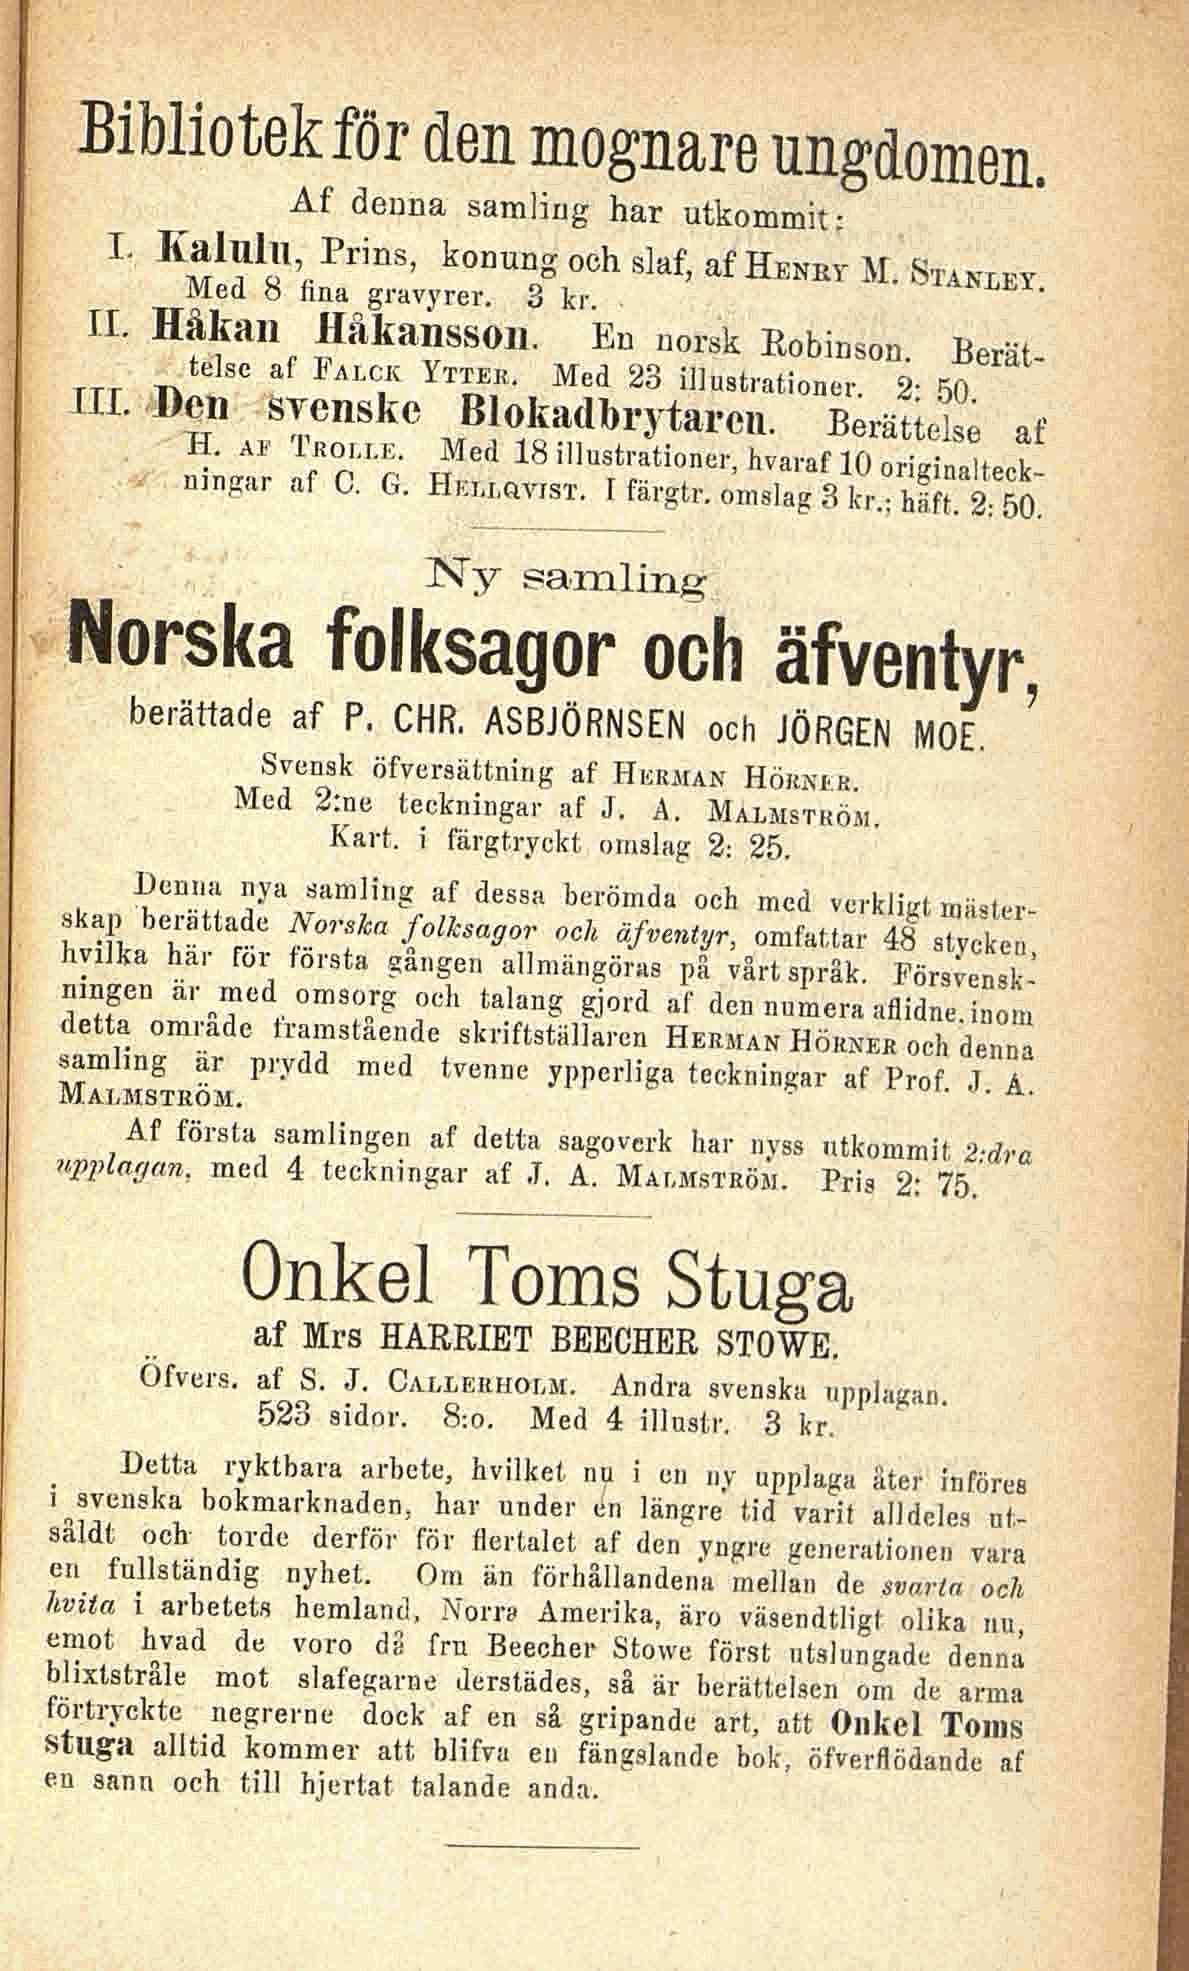 Bibliotek för den mognare ungdomen.
Af denna samling har utkommit:
I. Kalulu, Prins, konung och slaf, af HENRY M. STANLEY.
Med 8 fina gravyrer. 3 kr.
II. Håkan Håkansson. En norsk Robinson. Berät-
telse af FALCK YTTER. Med 23 illustrationer. 2: 50.
III. Den svenske Blokadbrytaren. Berättelse af
H. AF TROLLE. Med 18 illustrationer, hvaraf 10 originalteck-
ningar af C. G. HELLQVIST. I färgtr. omslag 3 kr.; häft. 2: 50.
Ny samling
Norska folksagor och äfventyr,
berättade af P. CHR. ASBJÖRNSEN och JÖRGEN MOE.
Svensk öfversättning af HERMAN HÖRNER.
Med 2:ne teckningar af J. A. MALMSTRÖM.
Kart. i färgtryckt omslag 2: 25.
Denna nya samling af dessa berömda och med verkligt mäster-
skap berättade Norska folksagor och äfventyr, omfattar 48 stycken,
hvilka här för första gången allmängöras på vårt språk. Försvensk-
ningen är med omsorg och talang gjord af den numera aflidne, inom
detta område framstående skriftställaren HERMAN HÖRNER och denna
samling är prydd med tvenne ypperliga teckningar af Prof. J. A.
MALMSTRÖM.
Af första samlingen af detta sagoverk har nyss utkommit 2:dra
upplagan, med 4 teckningar af J. A. MALMSTRÖM. Pris 2: 75.
Onkel Toms Stuga
af Mrs HARRIET BEECHER STOWE.
Öfvers. af S. J. CALLERHOLM. Andra svenska upplagan.
523 sidor. 8:o. Med 4 illustr. 3 kr.
Detta ryktbara arbete, hvilket nu i en ny upplaga åter införes
i svenska bokmarknaden, har under en längre tid varit alldeles ut-
såldt och torde derför för flertalet af den yngre generationen vara
en fullständig nyhet. Om än förhållandena mellan de svarta och
hvita i arbetets hemland, Norra Amerika, äro väsendtligt olika nu,
emot hvad de voro då fru Beecher Stowe först utslungade denna
blixtstråle mot slafegarne derstädes, så är berättelsen om de arma
förtryckte negrerne dock af en så gripande art, att Onkel Toms
stuga alltid kommer att blifva en fängslande bok, öfverflödande af
en sann och till hjertat talande anda.